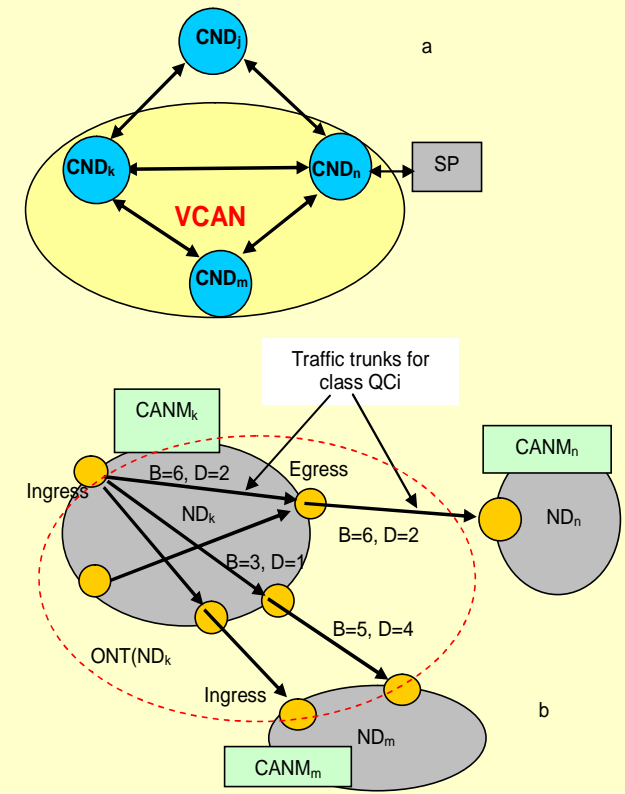 CNDj
a
CNDk
CNDn
SP
VCAN
CNDm
Traffic trunks for
class QCi
CANMk
CANMn
B=6, D=2
Egress
Ingress
NDk
NDn
B=6, D=2
B=3, D=1
B=5, D=4
ONT(NDk
Ingress
b
NDm
CANMm